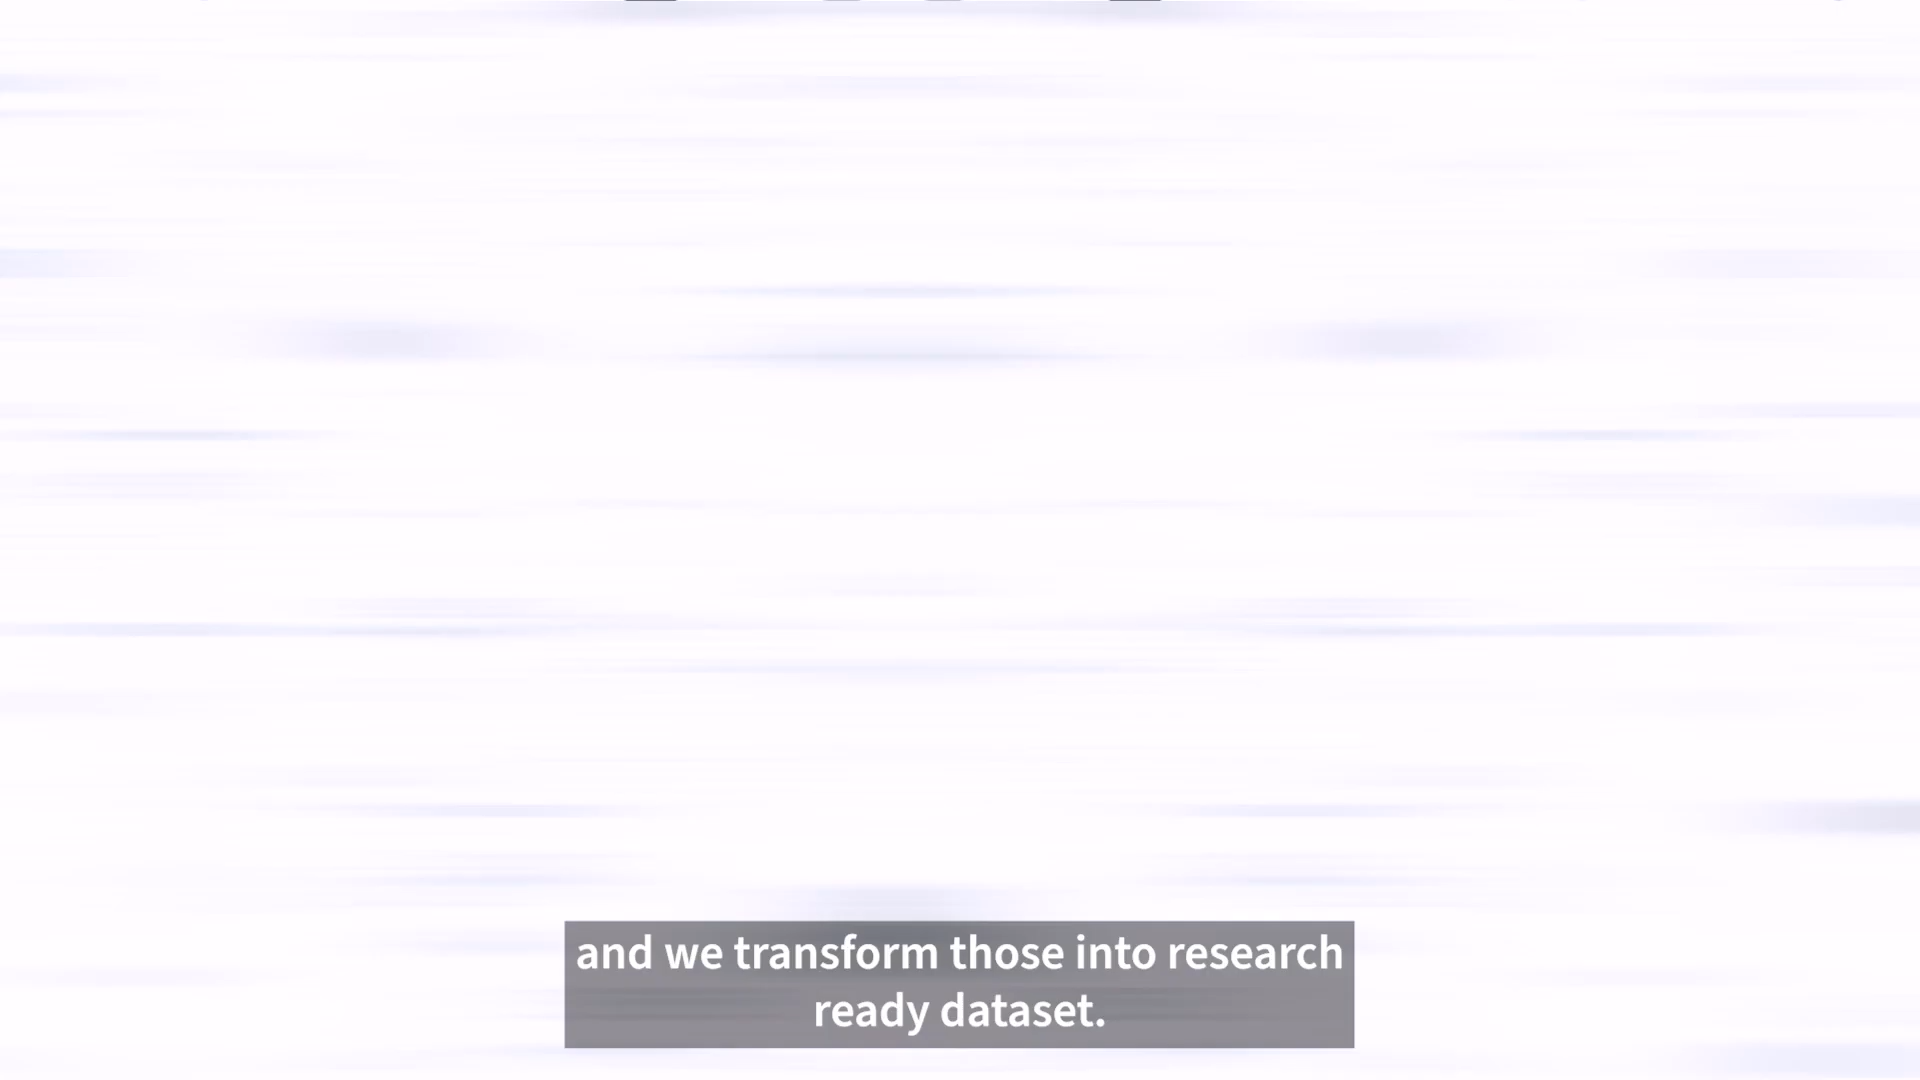 and we transform those into research
ready dataset.